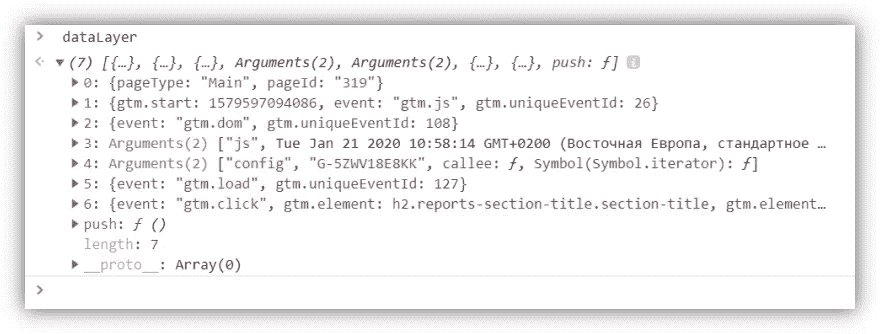 > dataLayer
(7) [{…}, {…}, {…}, Arguments(2), Arguments(2), {…}, {…}, push: ƒ] i
0: {pageType: "Main", pageId: "319"}
1: {gtm.start: 1579597094086, event: "gtm.js", gtm.uniqueEventId: 26}
2: {event: "gtm.dom", gtm.uniqueEventId: 108}
3: Arguments(2) ["js", Tue Jan 21 2020 10:58:14 GMT+0200 (Восточная Европа, стандартное …
4: Arguments(2) ["config", "G-5ZWV18E8KK", callee: ƒ, Symbol(Symbol.iterator): ƒ]
5: {event: "gtm.load", gtm.uniqueEventId: 127}
6: {event: "gtm.click", gtm.element: h2.reports-section-title.section-title, gtm.element…
push: ƒ ()
length: 7
__proto__: Array(0)
>